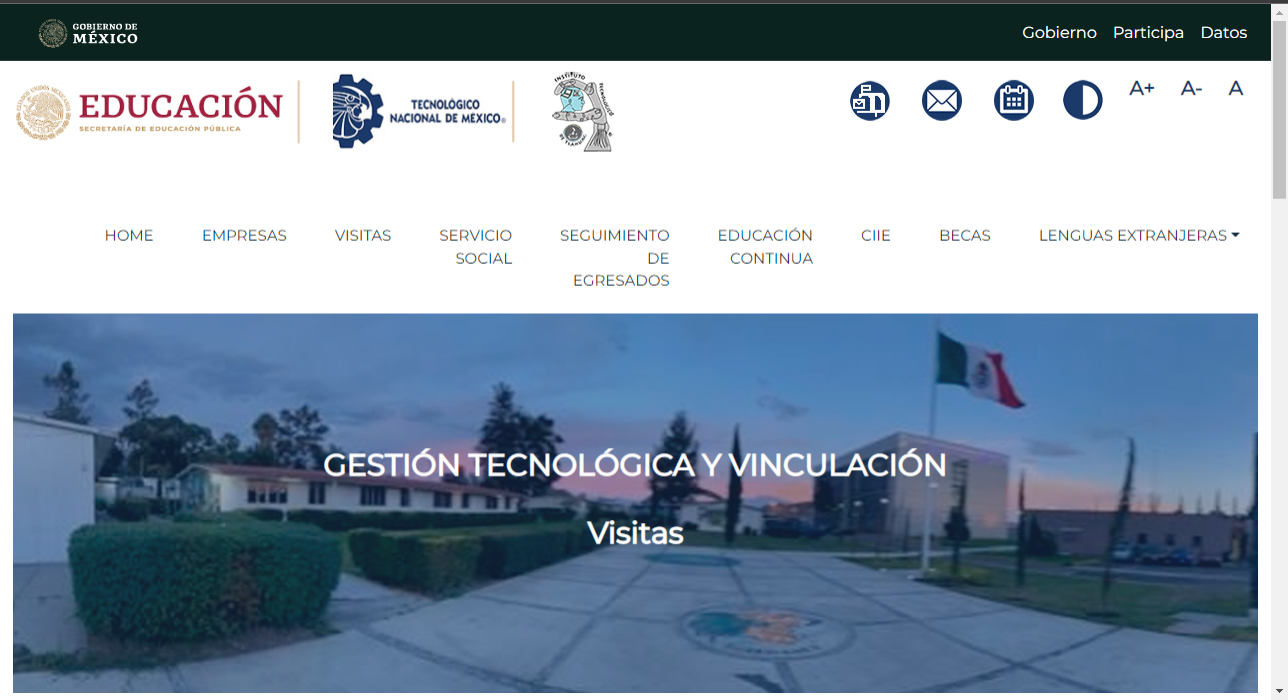 GOBIERNO DE
MÉXICO
Gobierno Participa Datos
EDUCACIÓN
SECRETARÍA DE EDUCACIÓN PÚBLICA
TECNOLÓGICO
NACIONAL DE MÉXICO®
INSTITUTO
TECNOLÓGICO
A+ A- A
HOME EMPRESAS VISITAS SERVICIO SOCIAL SEGUIMIENTO DE EGRESADOS EDUCACIÓN CONTINUA CIIE BECAS LENGUAS EXTRANJERAS
GESTIÓN TECNOLÓGICA Y VINCULACIÓN
Visitas